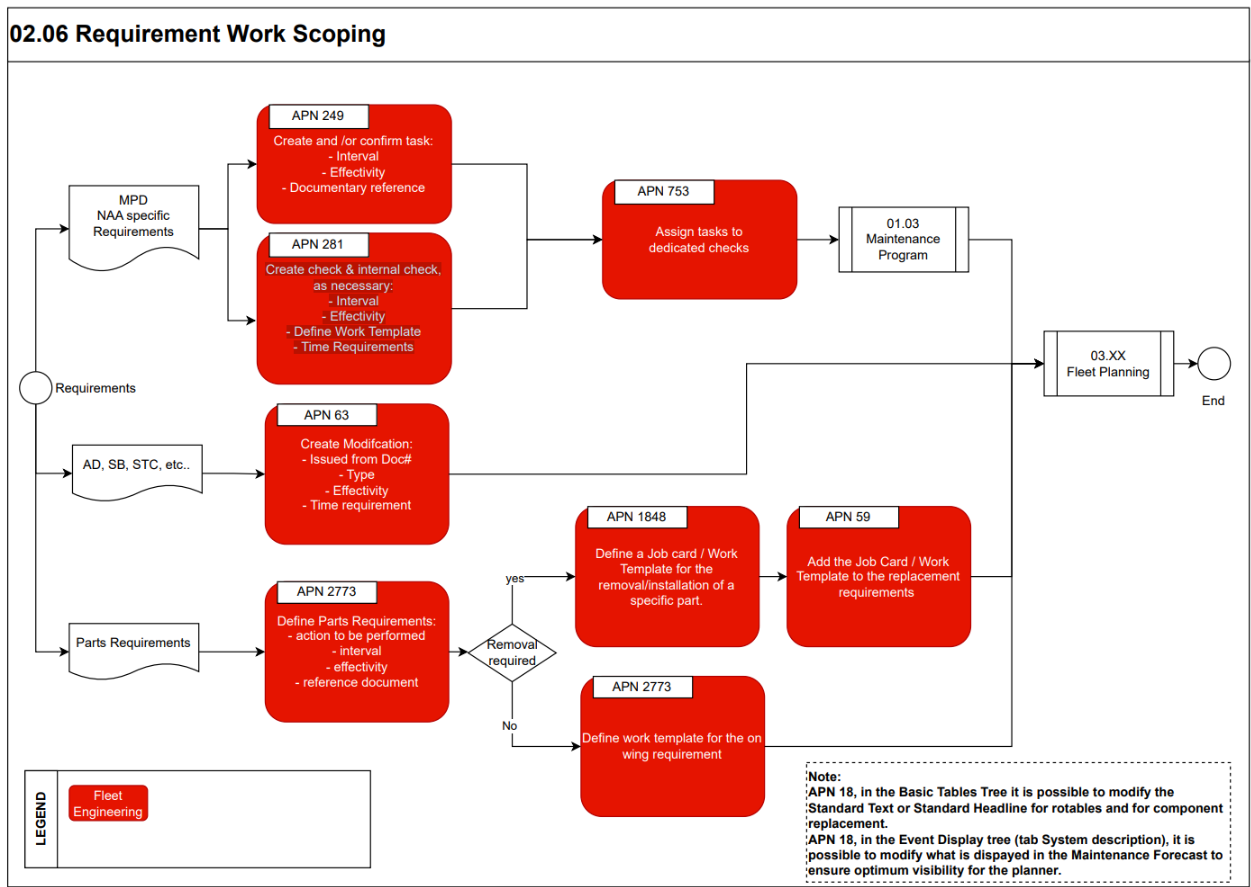 02.06 Requirement Work Scoping
APN 249
Create and /or confirm task:
- Interval
- Effectivity
- Documentary reference
MPD
NAA specific
Requirements
APN 281
Create check & internal check,
as necessary:
- Interval
- Effectivity
- Define Work Template
- Time Requirements
APN 753
Assign tasks to
dedicated checks
01.03
Maintenance
Program
03.XX
Fleet Planning
End
Requirements
AD, SB, STC, etc..
APN 63
Create Modifcation:
- Issued from Doc#
- Type
- Effectivity
- Time requirement
Parts Requirements
APN 2773
Define Parts Requirements:
- action to be performed
- interval
- effectivity
- reference document
Removal
required
yes
APN 1848
Define a Job card / Work
Template for the
removal/installation of a
specific part.
APN 59
Add the Job Card / Work
Template to the replacement
requirements
No
APN 2773
Define work template for the on
wing requirement
LEGEND
Fleet
Engineering
Note:
APN 18, in the Basic Tables Tree it is possible to modify the
Standard Text or Standard Headline for rotables and for component
replacement.
APN 18, in the Event Display tree (tab System description), it is
possible to modify what is dispayed in the Maintenance Forecast to
ensure optimum visibility for the planner.